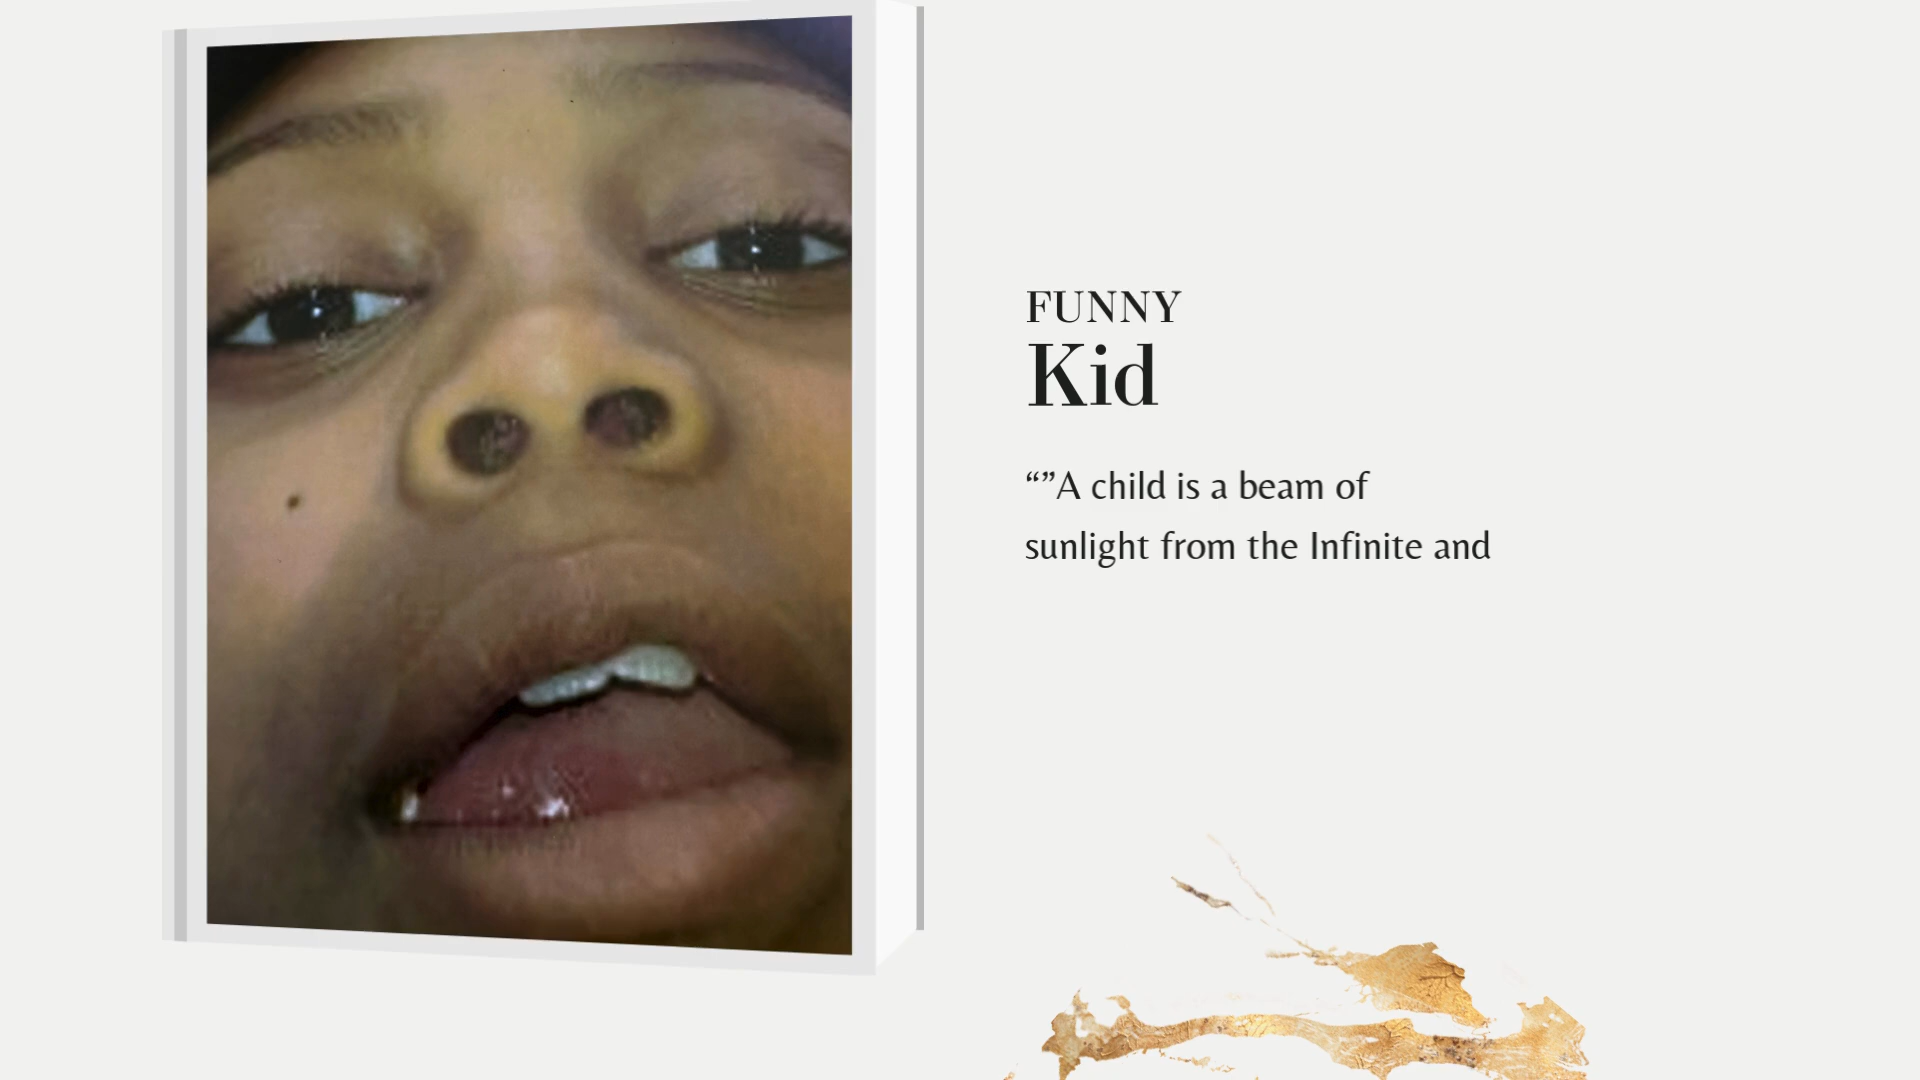 FUNNY
Kid
“”A child is a beam of
sunlight from the Infinite and